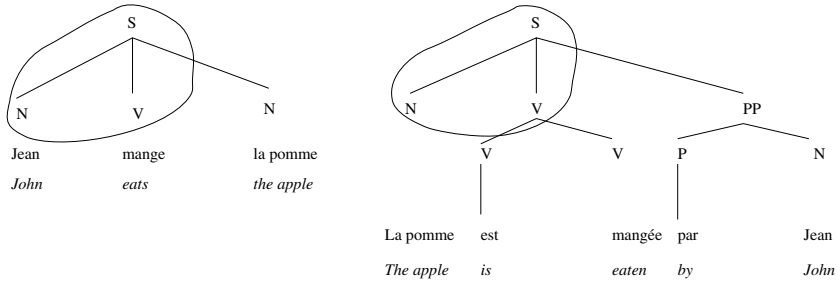 S
N V N
Jean mange la pomme
John eats the apple
S
N V PP
V V P N
La pomme est mangée par Jean
The apple is eaten by John